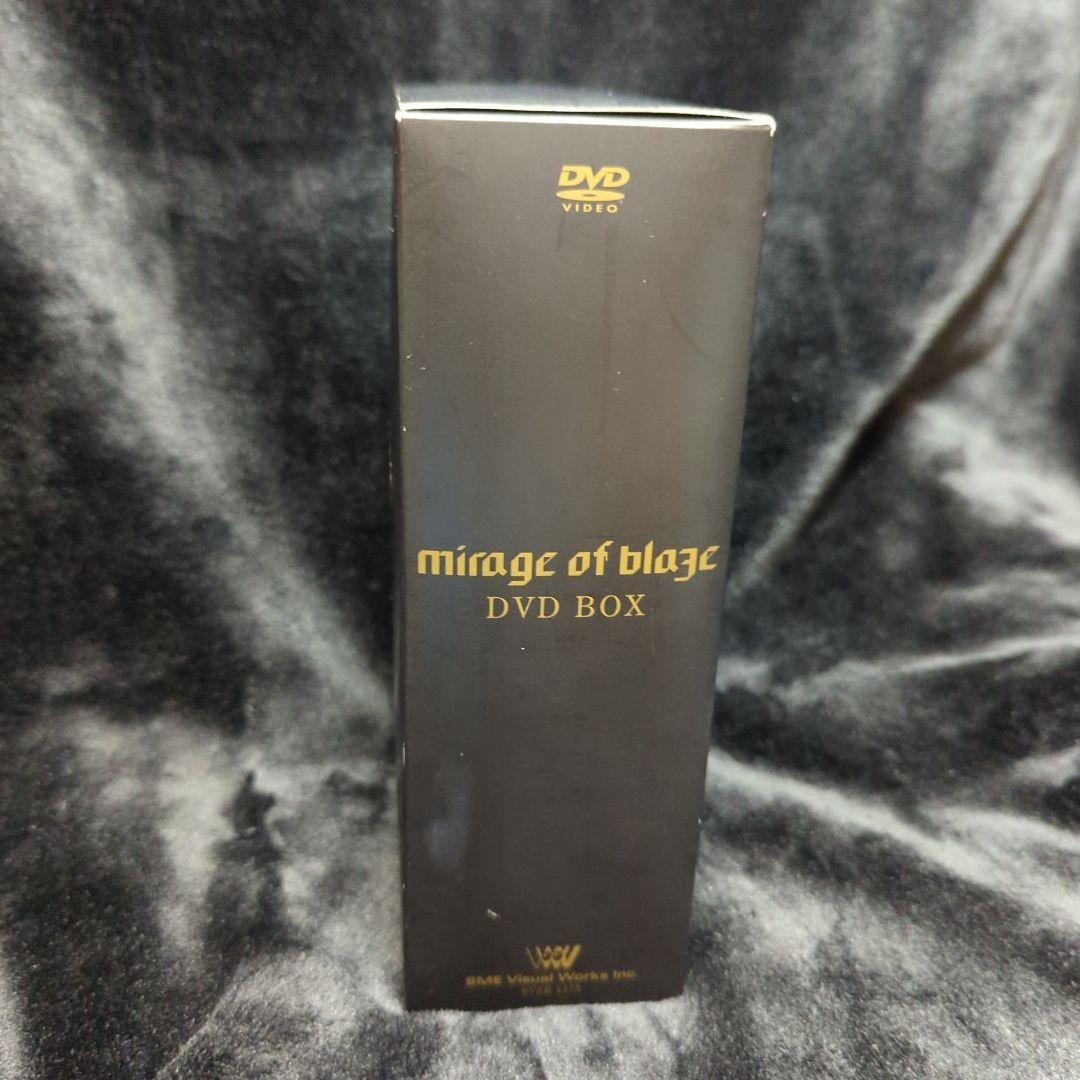 DVD
VIDEO
mirage of blaze
DVD BOX
SME Visual Works Inc.